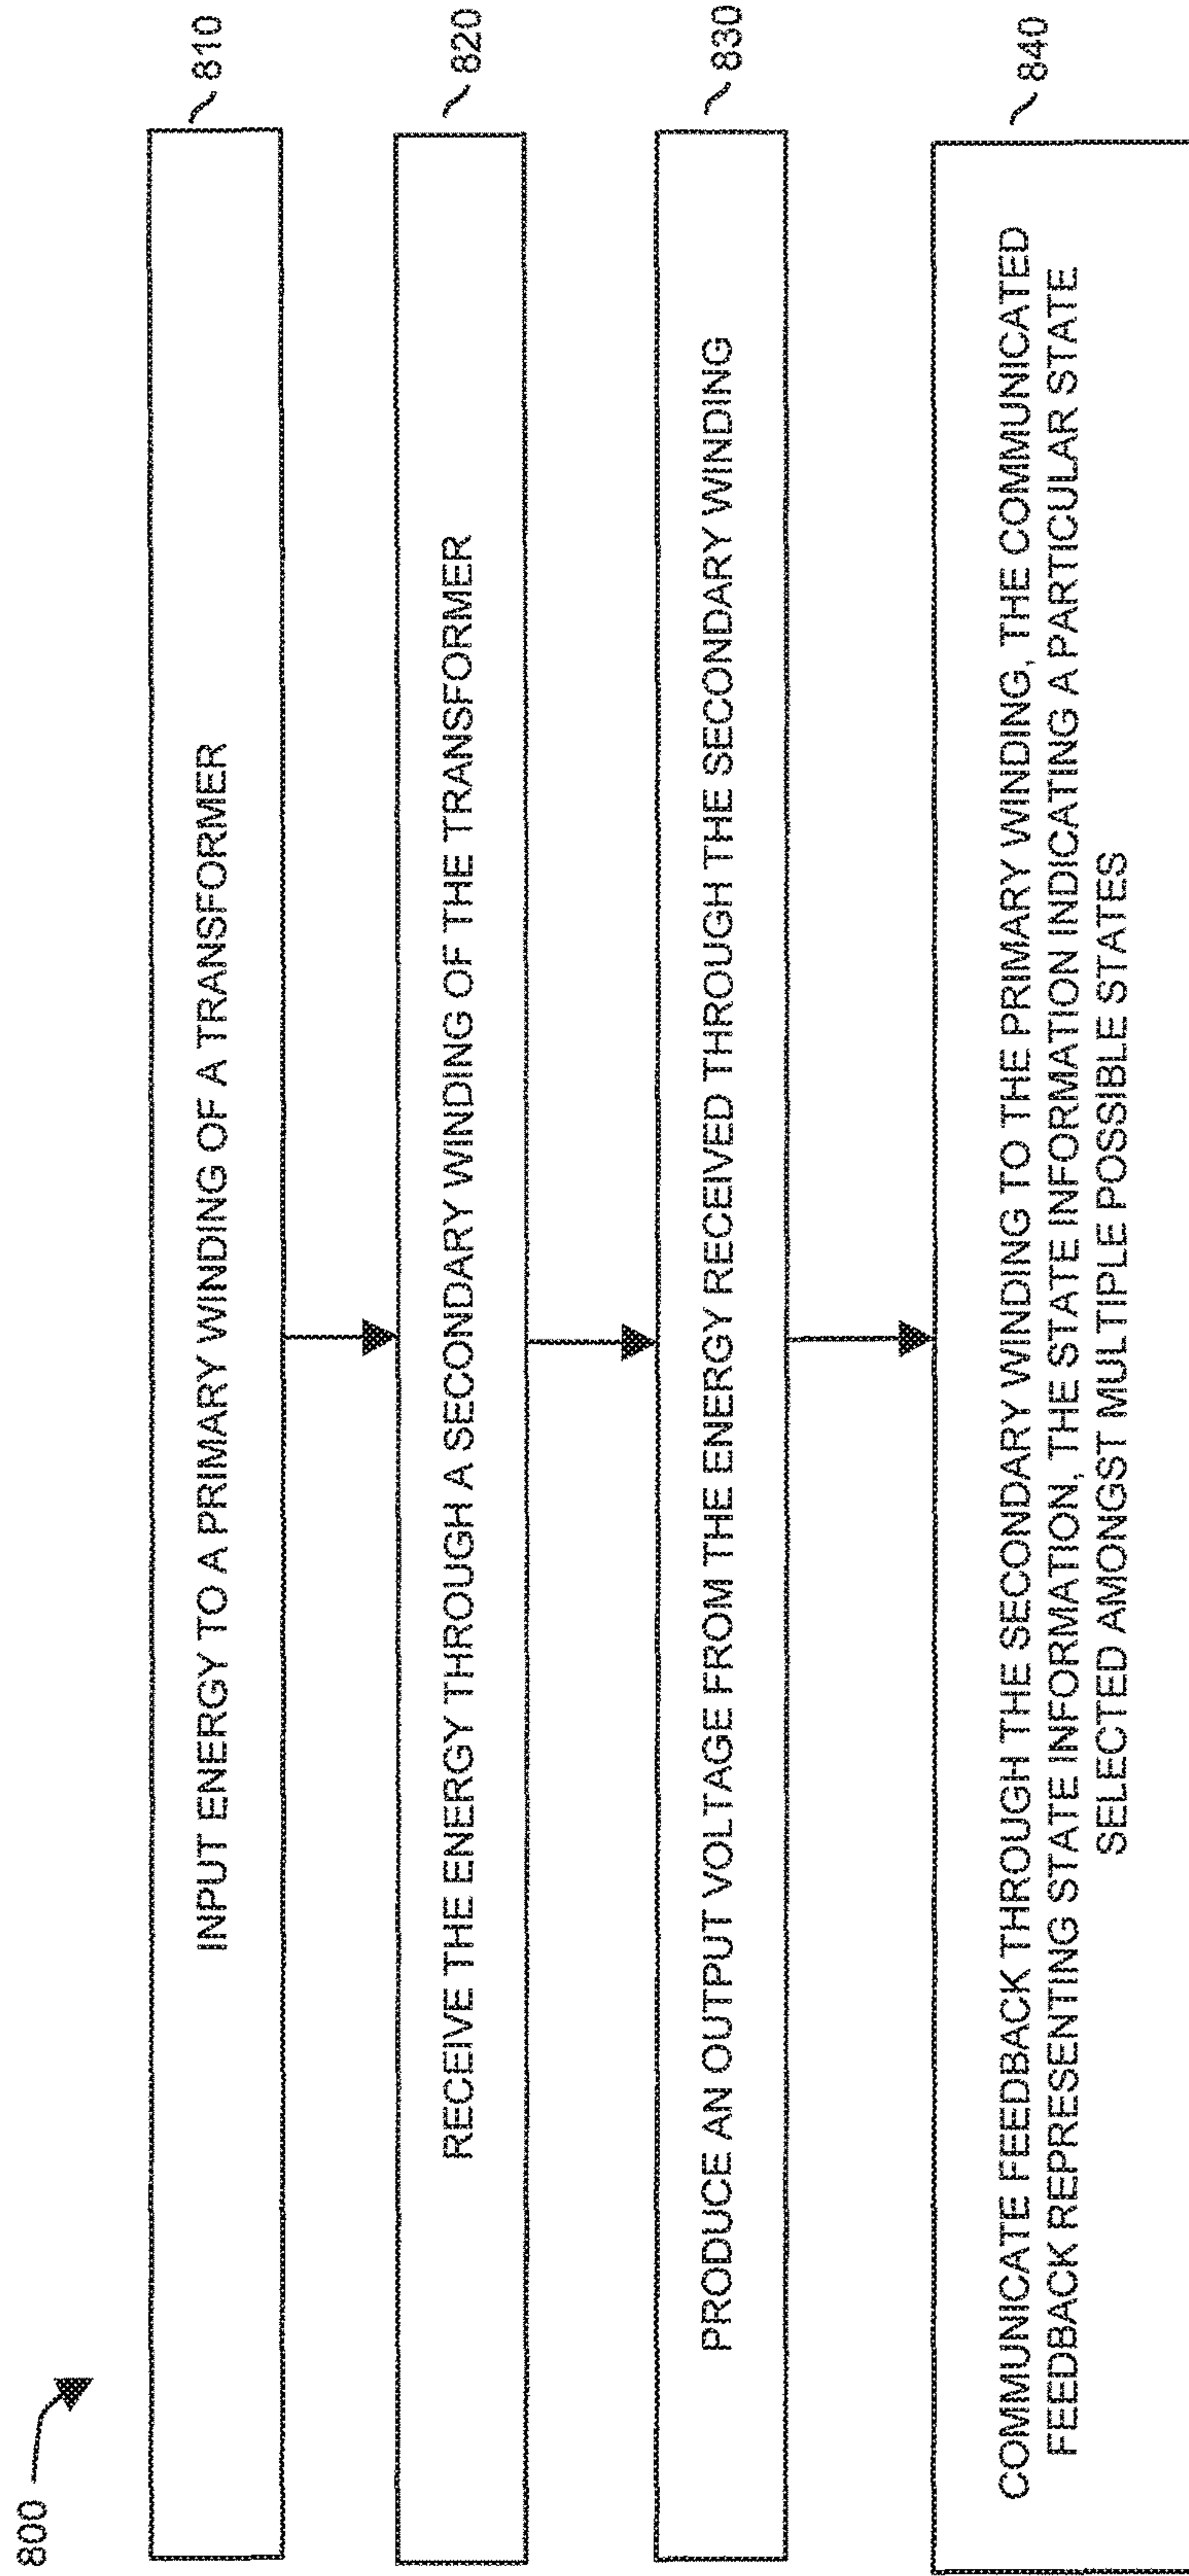 800
INPUT ENERGY TO A PRIMARY WINDING OF A TRANSFORMER
810
RECEIVE THE ENERGY THROUGH A SECONDARY WINDING OF THE TRANSFORMER
820
PRODUCE AN OUTPUT VOLTAGE FROM THE ENERGY RECEIVED THROUGH THE SECONDARY WINDING
830
COMMUNICATE FEEDBACK THROUGH THE SECONDARY WINDING TO THE PRIMARY WINDING, THE COMMUNICATED
FEEDBACK REPRESENTING STATE INFORMATION, THE STATE INFORMATION INDICATING A PARTICULAR STATE
SELECTED AMONGST MULTIPLE POSSIBLE STATES
840